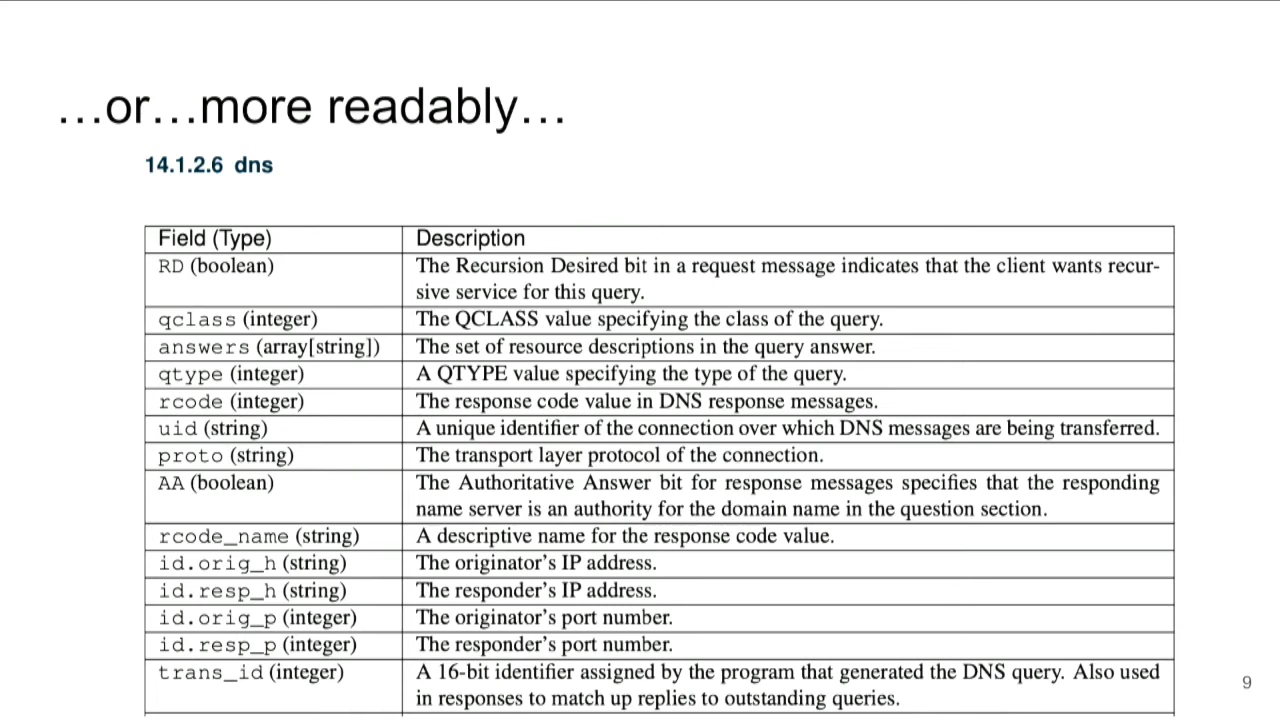 ...or...more readably...
14.1.2.6 dns
Field (Type) Description
RD (boolean) The Recursion Desired bit in a request message indicates that the client wants recur-
sive service for this query.
qclass (integer) The QCLASS value specifying the class of the query.
answers (array[string]) The set of resource descriptions in the query answer.
qtype (integer) A QTYPE value specifying the type of the query.
rcode (integer) The response code value in DNS response messages.
uid (string) A unique identifier of the connection over which DNS messages are being transferred.
proto (string) The transport layer protocol of the connection.
AA (boolean) The Authoritative Answer bit for response messages specifies that the responding
name server is an authority for the domain name in the question section.
rcode_name (string) A descriptive name for the response code value.
id.orig_h (string) The originator's IP address.
id.resp_h (string) The responder's IP address.
id.orig_p (integer) The originator's port number.
id.resp_p (integer) The responder's port number.
trans_id (integer) A 16-bit identifier assigned by the program that generated the DNS query. Also used
in responses to match up replies to outstanding queries.
9